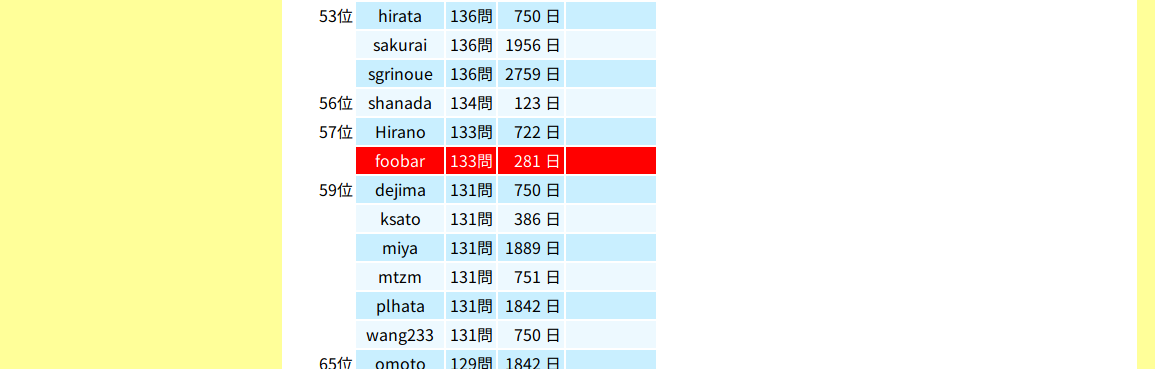 53位 hirata 136問 750 日
sakurai 136問 1956 日
sgrinoue 136問 2759 日
56位 shanada 134問 123 日
57位 Hirano 133問 722 日
foobar 133問 281 日
59位 dejima 131問 750 日
ksato 131問 386 日
miya 131問 1889 日
mtzm 131問 751 日
plhata 131問 1842 日
wang233 131問 750 日
65位 omoto 129問 1842 日